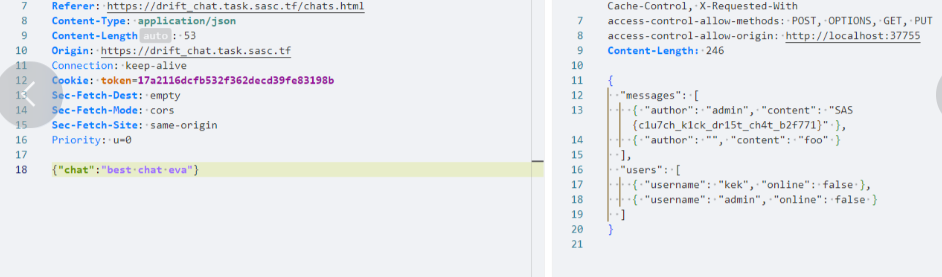 7 Referer: https://drift_chat.task.sasc.tf/chats.html
8 Content-Type: application/json
9 Content-Length auto : 53
10 Origin: https://drift_chat.task.sasc.tf
11 Connection: keep-alive
12 Cookie: token=17a2116dcfb532f362decd39fe83198b
13 Sec-Fetch-Dest: empty
14 Sec-Fetch-Mode: cors
15 Sec-Fetch-Site: same-origin
16 Priority: u=0
17
18 {"chat":"best chat eva"}
Cache-Control, X-Requested-With
7 access-control-allow-methods: POST, OPTIONS, GET, PUT
8 access-control-allow-origin: http://localhost:37755
9 Content-Length: 246
10
11 {
12 "messages": [
13 { "author": "admin", "content": "SAS
{c1u7ch_k1ck_dr15t_ch4t_b2f771}" },
14 { "author": "", "content": "foo" }
15 ],
16 "users": [
17 { "username": "kek", "online": false },
18 { "username": "admin", "online": false }
19 ]
20 }
21